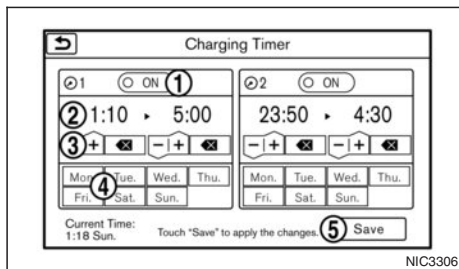 Charging Timer
1 ON ① 2 ON
② 1:10 ▸ 5:00 23:50 ▸ 4:30
③ + − + − + − +
Mon. Tue. Wed. Thu. Mon. Tue. Wed. Thu.
④
Fri. Sat. Sun. Fri. Sat. Sun.
Current Time:
1:18 Sun.
Touch "Save" to apply the changes. ⑤ Save
NIC3306